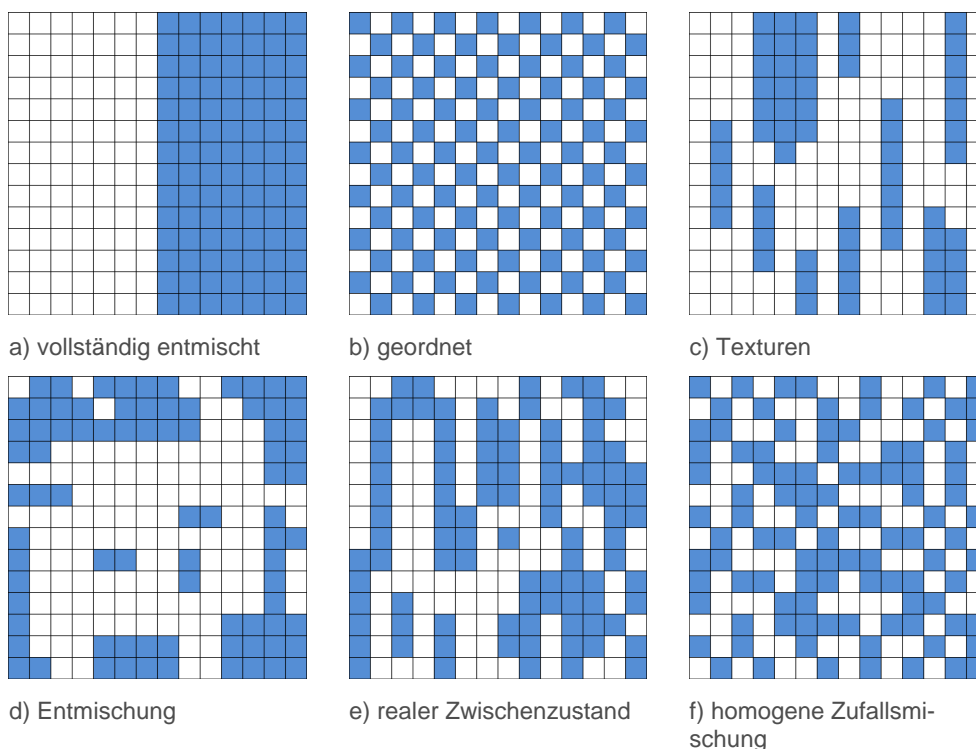 a) vollständig entmischt
b) geordnet
c) Texturen
d) Entmischung
e) realer Zwischenzustand
f) homogene Zufallsmi-
schung